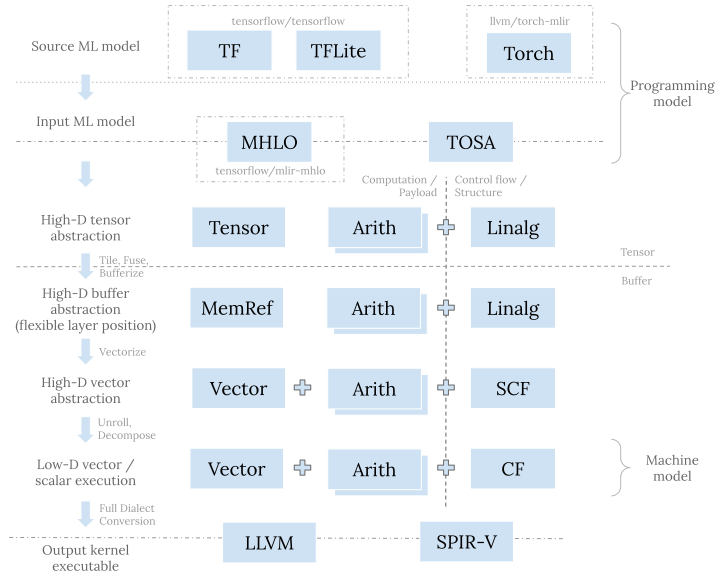 tensorflow/tensorflow
llvm/torch-mlir
Source ML model
TF
TFLite
Torch
Programming
model
Input ML model
MHLO
TOSA
tensorflow/mlir-mhlo
Computation /
Payload
Control flow /
Structure
High-D tensor
abstraction
Tensor
Arith
Linalg
Tile, Fuse,
Bufferize
Tensor
Buffer
High-D buffer
abstraction
(flexible layer position)
MemRef
Arith
Linalg
Vectorize
High-D vector
abstraction
Vector
Arith
SCF
Unroll,
Decompose
Low-D vector /
scalar execution
Vector
Arith
CF
Machine
model
Full Dialect
Conversion
Output kernel
executable
LLVM
SPIR-V